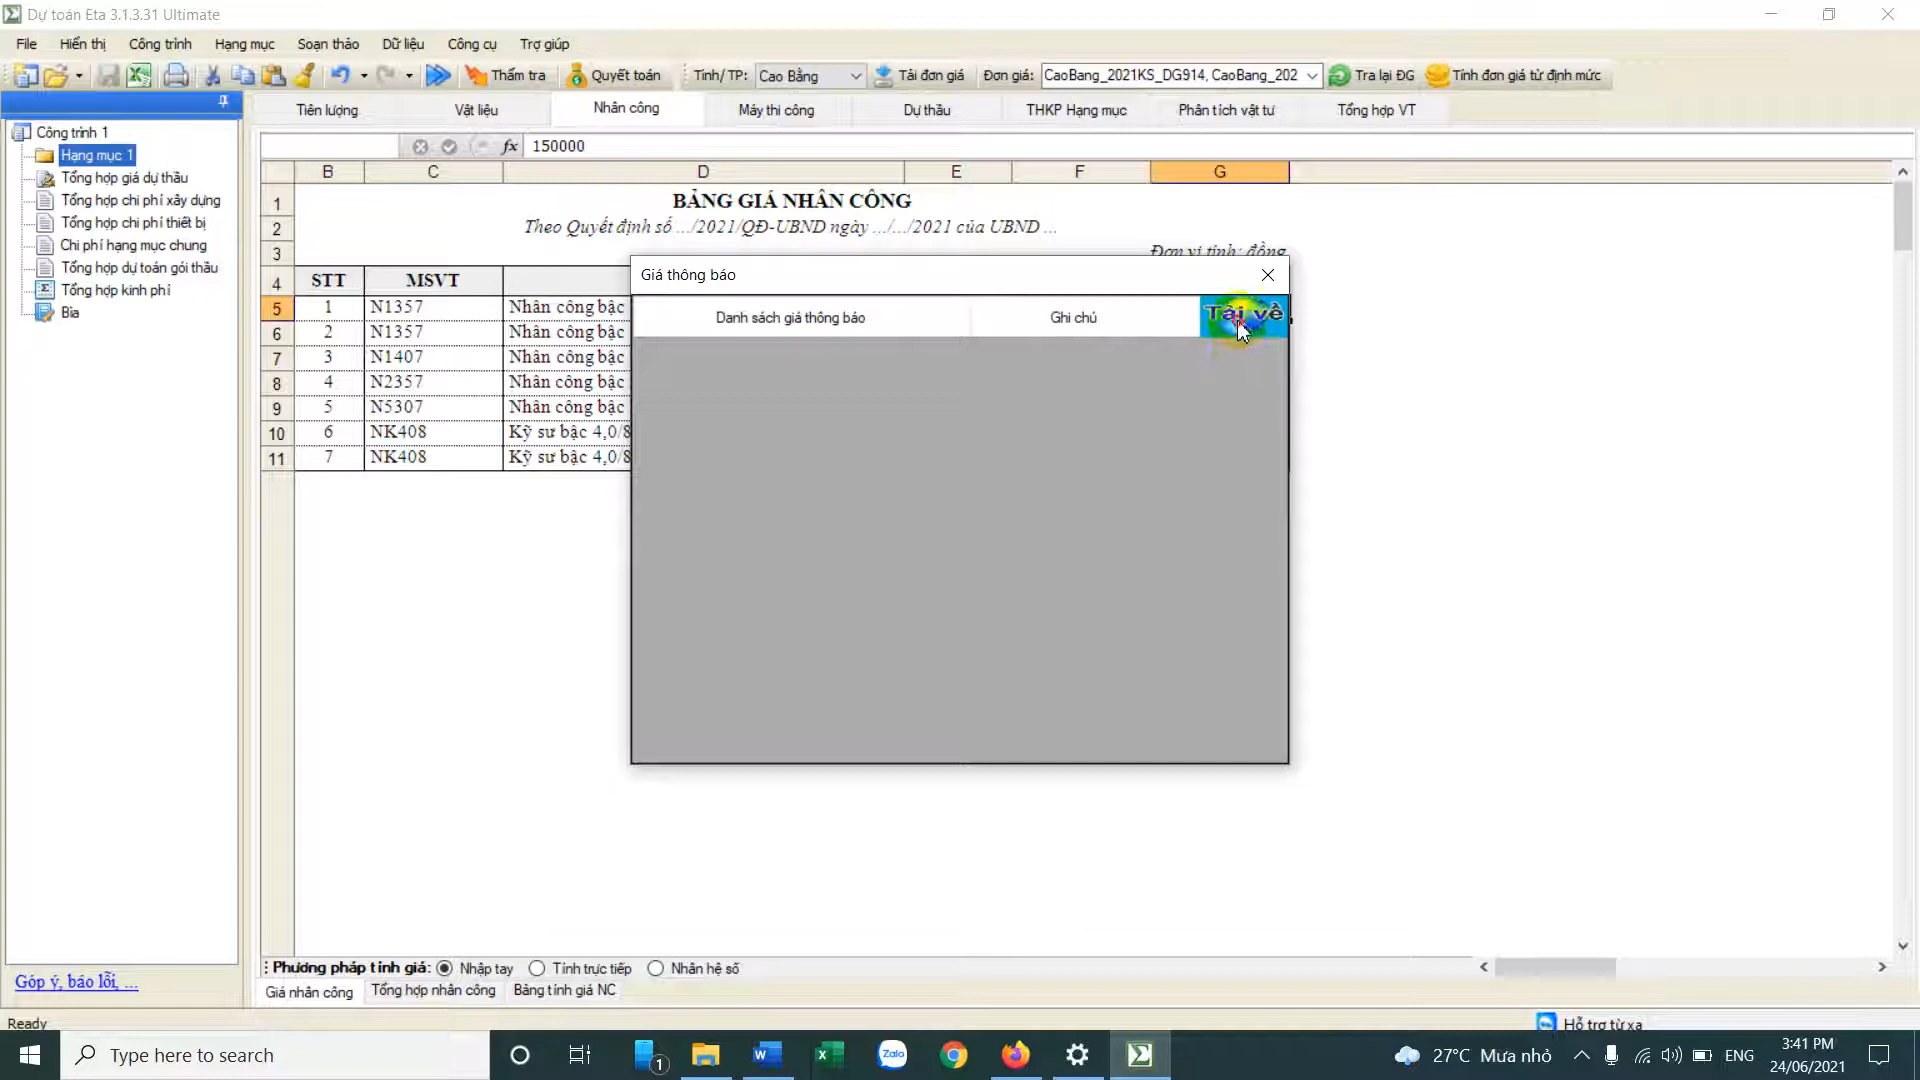 Dự toán Eta 3.1.3.31 Ultimate
File Hiển thị Công trình Hạng mục Soạn thảo Dữ liệu Công cụ Trợ giúp
Thẩm tra Quyết toán Tỉnh/ TP: Cao Bằng Tải đơn giá Đơn giá: CaoBang_2021KS_DG914, CaoBang_202 Tra lại ĐG Tính đơn giá từ định mức
Tiên lượng Vật liệu Nhân công Máy thi công Dự thầu THKP Hạng mục Phân tích vật tư Tổng hợp VT
Công trình 1
Hạng mục 1
Tổng hợp giá dự thầu
Tổng hợp chi phí xây dựng
Tổng hợp chi phí thiết bị
Chi phí hạng mục chung
Tổng hợp dự toán gói thầu
Tổng hợp kinh phí
Bìa
Góp ý, báo lỗi, ...
fx 150000
B C D E F G
1 BẢNG GIÁ NHÂN CÔNG
2 Theo Quyết định số .../2021/QĐ-UBND ngày .../.../2021 của UBND ...
3 Đơn vị tính: đồng
4 STT MSVT
5 1 N1357 Nhân công bậc
6 2 N1357 Nhân công bậc
7 3 N1407 Nhân công bậc
8 4 N2357 Nhân công bậc
9 5 N5307 Nhân công bậc
10 6 NK408 Kỹ sư bậc 4,0/8
11 7 NK408 Kỹ sư bậc 4,0/8
Giá thông báo
Danh sách giá thông báo Ghi chú Tải về
Phương pháp tính giá: Nhập tay Tính trực tiếp Nhân hệ số
Giá nhân công Tổng hợp nhân công Bảng tính giá NC
Ready Hỗ trợ từ xa
Type here to search
1
Zalo
27°C Mưa nhỏ ENG
3:41 PM
24/06/2021